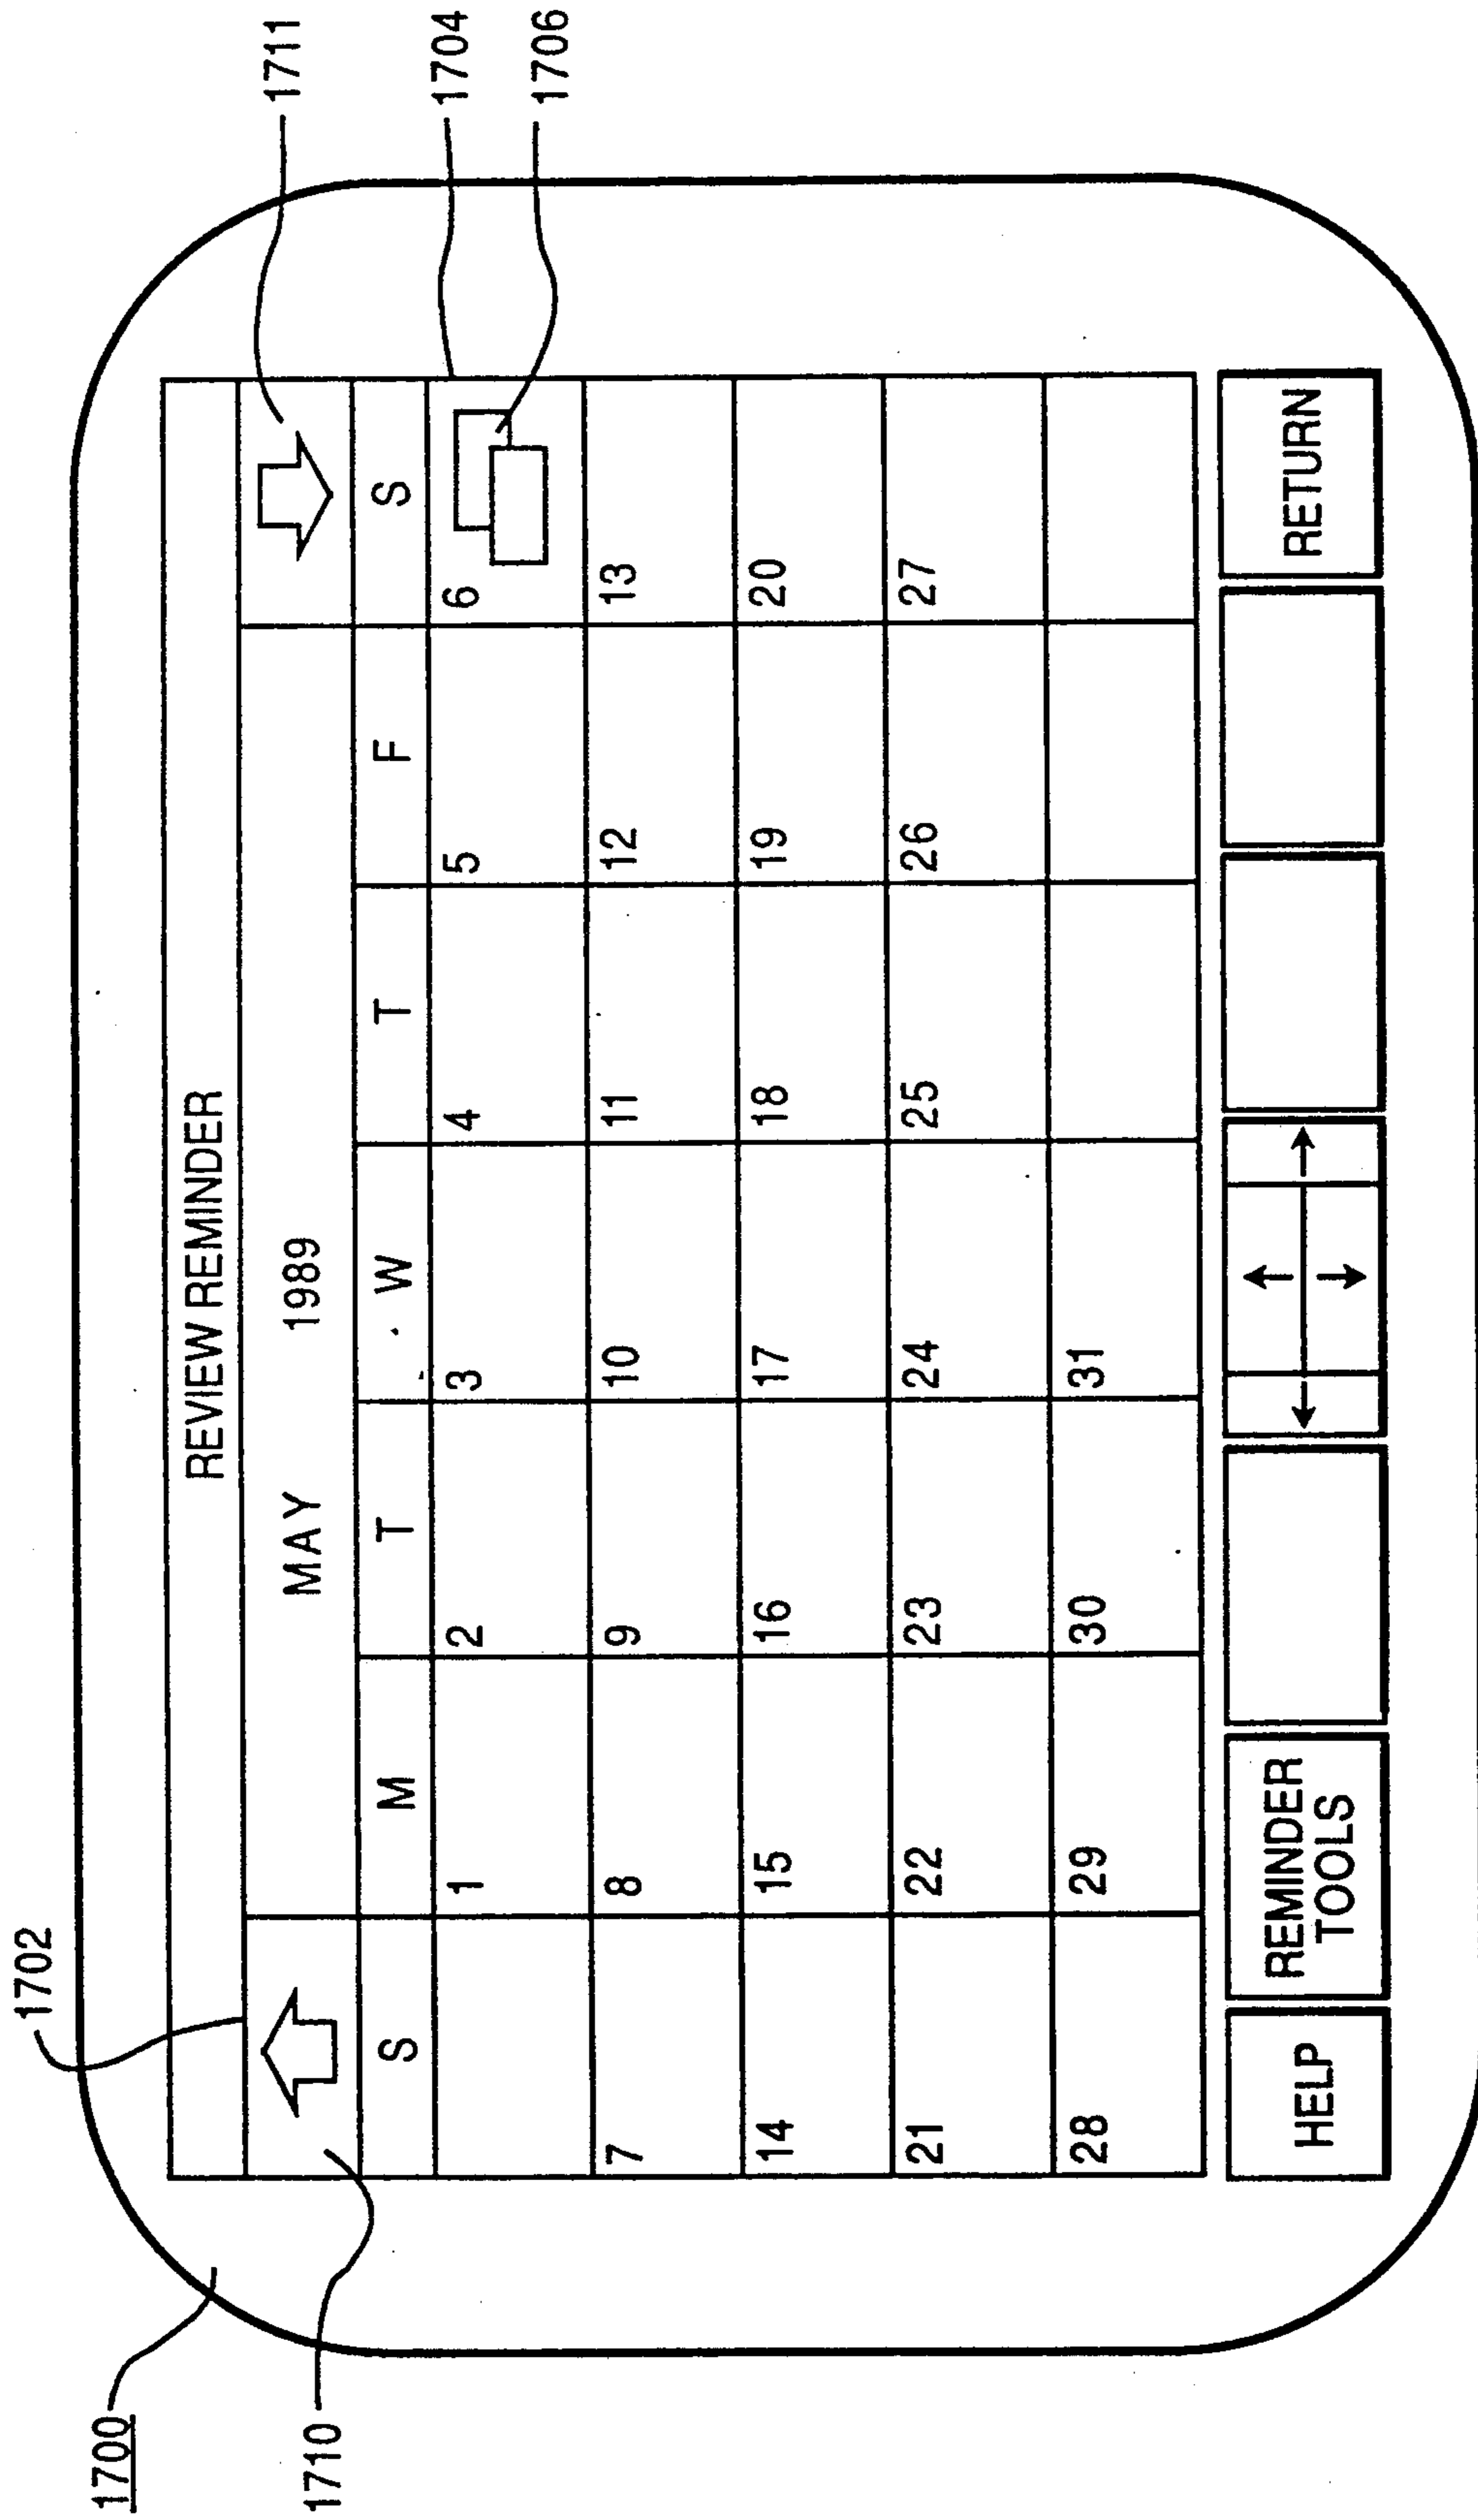 1702
1711
1700
1704
1710
1706
REVIEW REMINDER
MAY 1989
S M T W T F S
1 2 3 4 5 6
7 8 9 10 11 12 13
14 15 16 17 18 19 20
21 22 23 24 25 26 27
28 29 30 31
HELP
REMINDER
TOOLS
RETURN